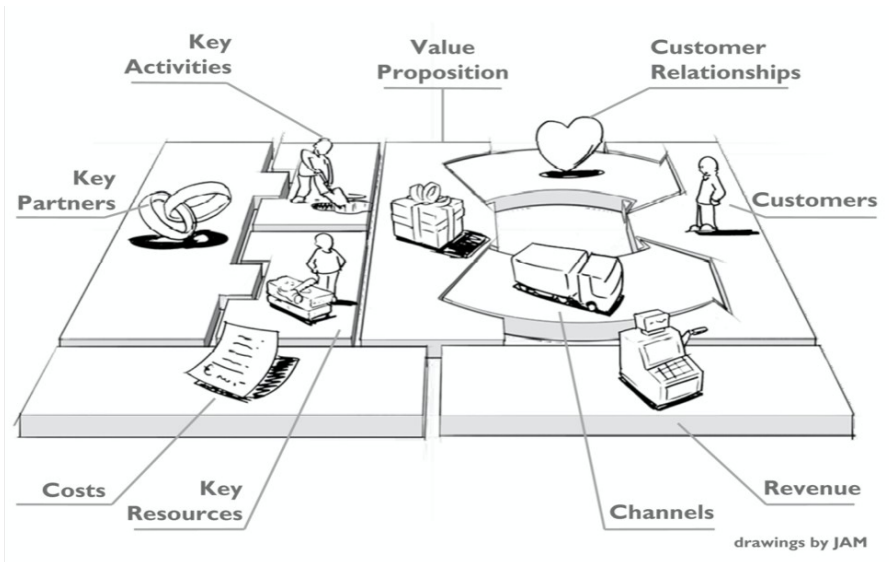 Key
Activities
Value
Proposition
Customer
Relationships
Key
Partners
Customers
Costs
Key
Resources
Channels
Revenue
drawings by JAM